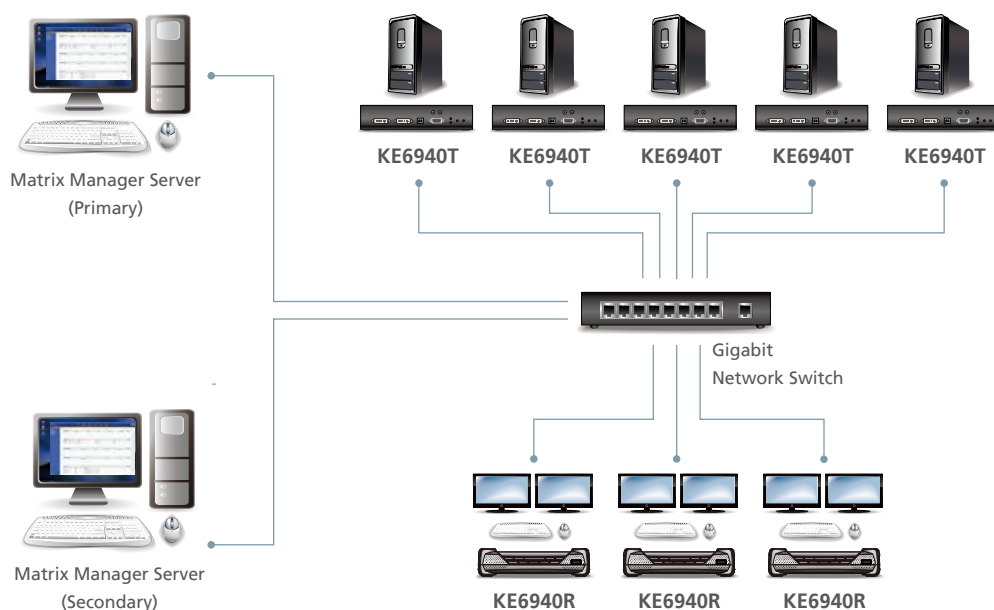 KE6940T
KE6940T
KE6940T
KE6940T
KE6940T
Matrix Manager Server
(Primary)
Gigabit
Network Switch
Matrix Manager Server
(Secondary)
KE6940R
KE6940R
KE6940R